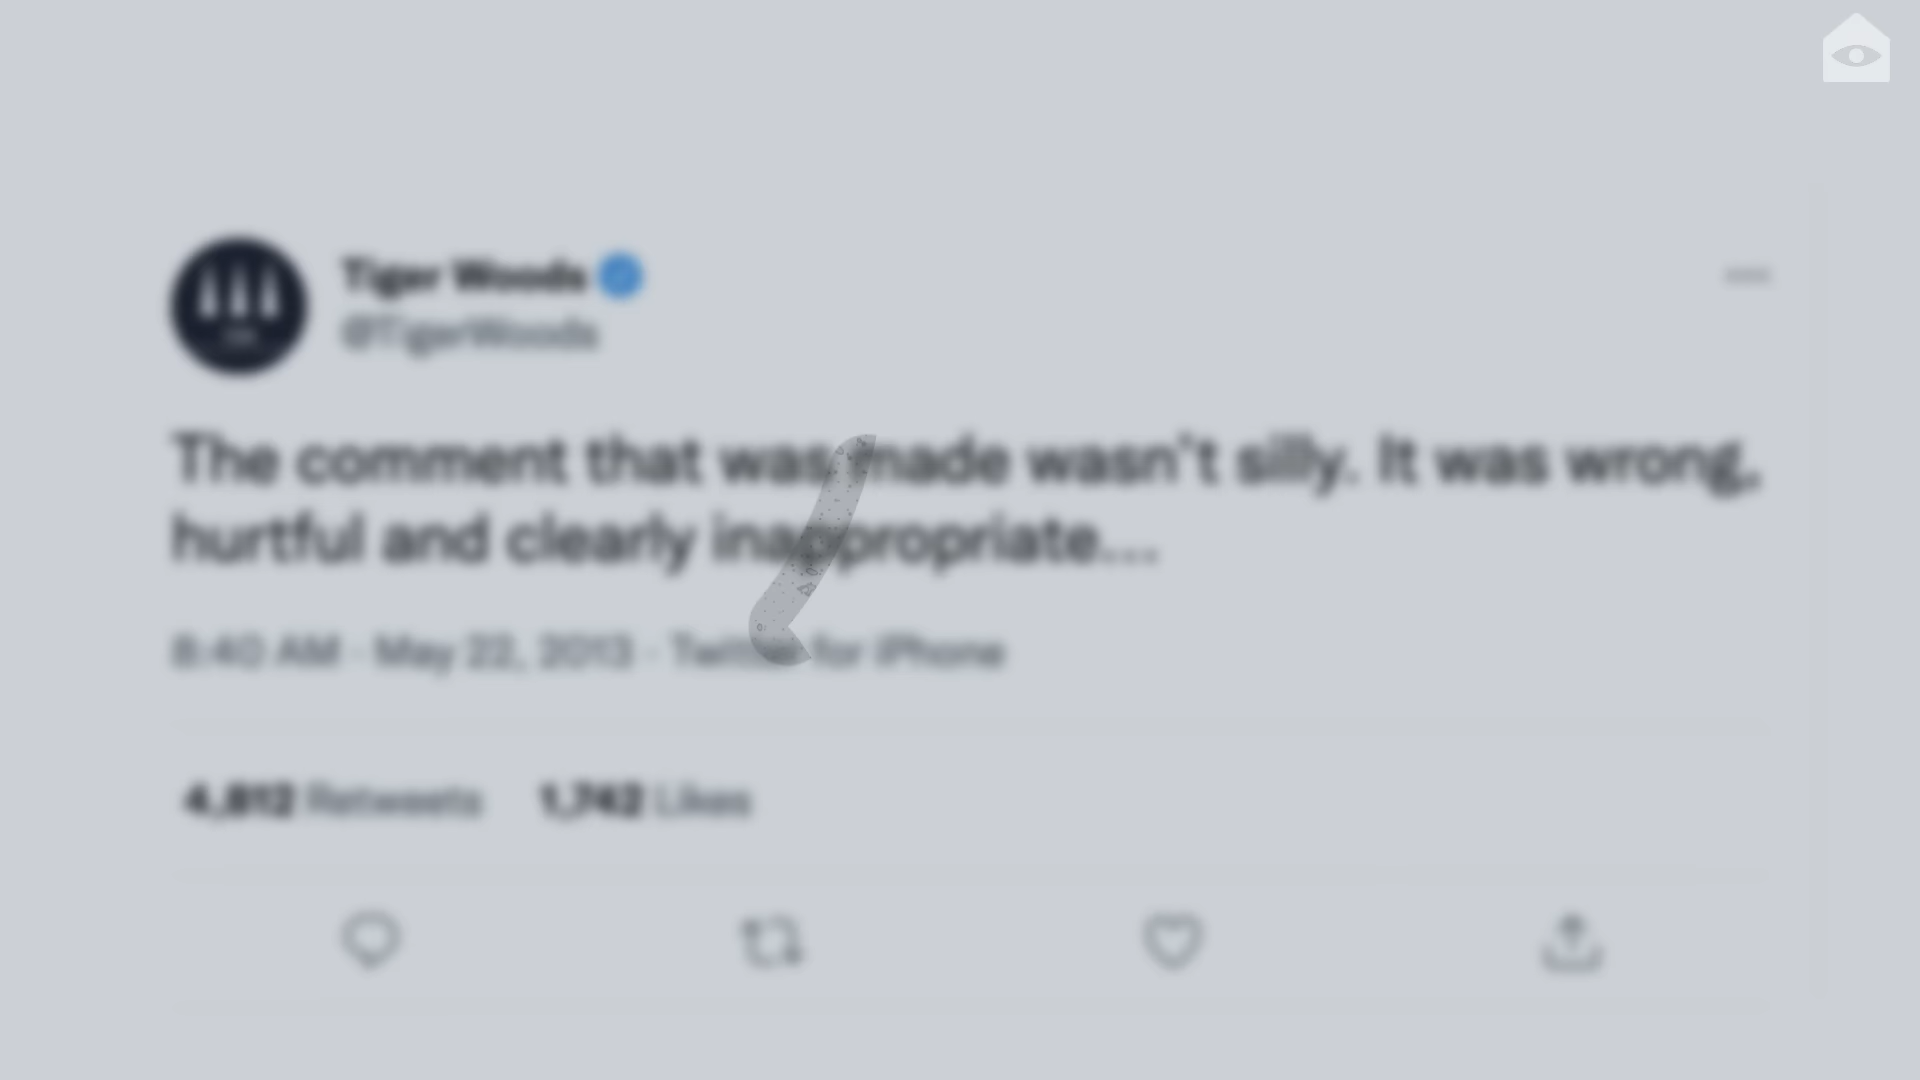 Tiger Woods
@TigerWoods
The comment that was made wasn't silly. It was wrong,
hurtful and clearly inappropriate...
8:40 AM · May 22, 2013 · Twitter for iPhone
4,812 Retweets 1,742 Likes